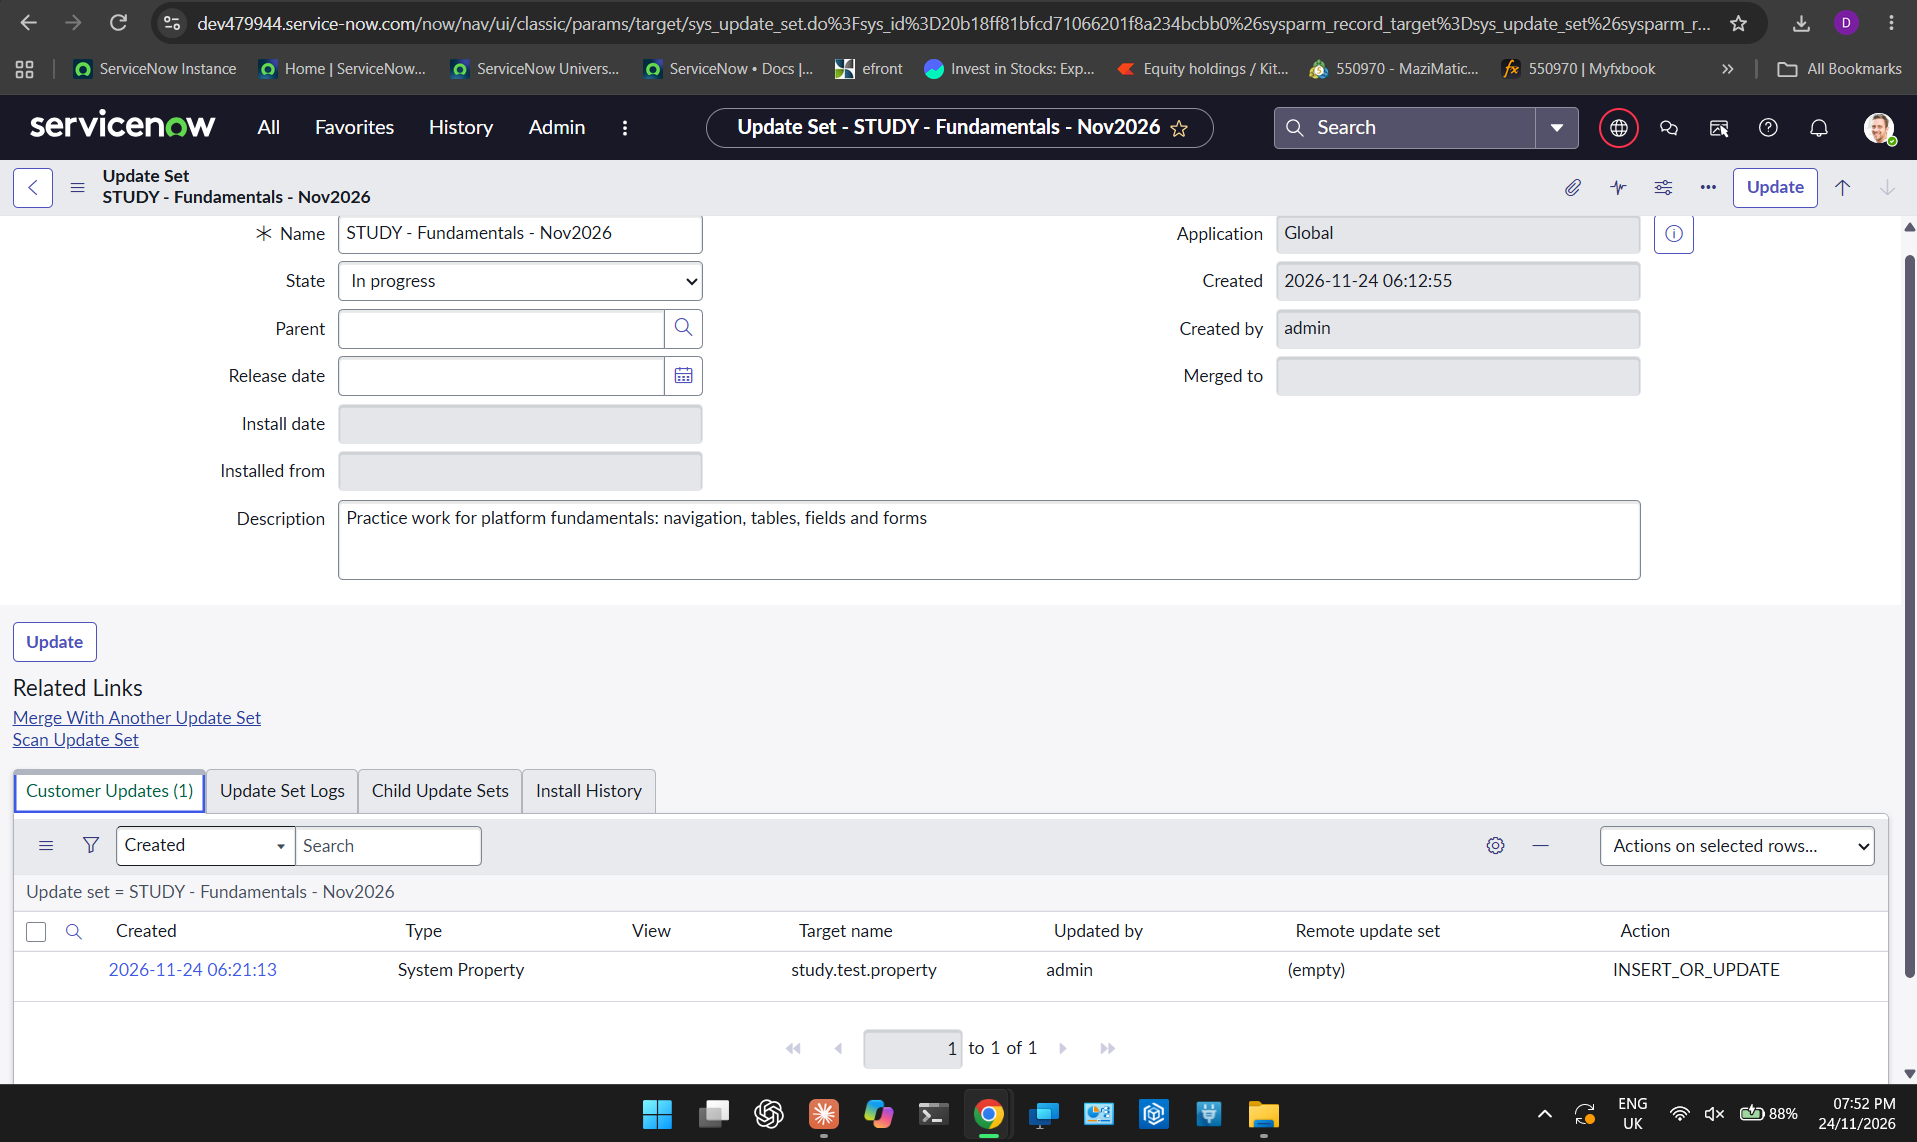 dev479944.service-now.com/now/nav/ui/classic/params/target/sys_update_set.do%3Fsys_id%3D20b18ff81bfcd71066201f8a234bcbb0%26sysparm_record_target%3Dsys_update_set%26sysparm_r...
D
ServiceNow Instance
Home | ServiceNow...
ServiceNow Univers...
ServiceNow • Docs |...
efront
Invest in Stocks: Exp...
Equity holdings / Kit...
550970 - MaziMatic...
fx 550970 | Myfxbook
»
All Bookmarks
servicenow
All
Favorites
History
Admin
Update Set - STUDY - Fundamentals - Nov2026
Search
Update Set
STUDY - Fundamentals - Nov2026
Update
Name
STUDY - Fundamentals - Nov2026
Application
Global
State
In progress
Created
2026-11-24 06:12:55
Parent
Created by
admin
Release date
Merged to
Install date
Installed from
Description
Practice work for platform fundamentals: navigation, tables, fields and forms
Update
Related Links
Merge With Another Update Set
Scan Update Set
Customer Updates (1)
Update Set Logs
Child Update Sets
Install History
Created
Search
Actions on selected rows...
Update set = STUDY - Fundamentals - Nov2026
Created
Type
View
Target name
Updated by
Remote update set
Action
2026-11-24 06:21:13
System Property
study.test.property
admin
(empty)
INSERT_OR_UPDATE
1 to 1 of 1
ENG
UK
88%
07:52 PM
24/11/2026